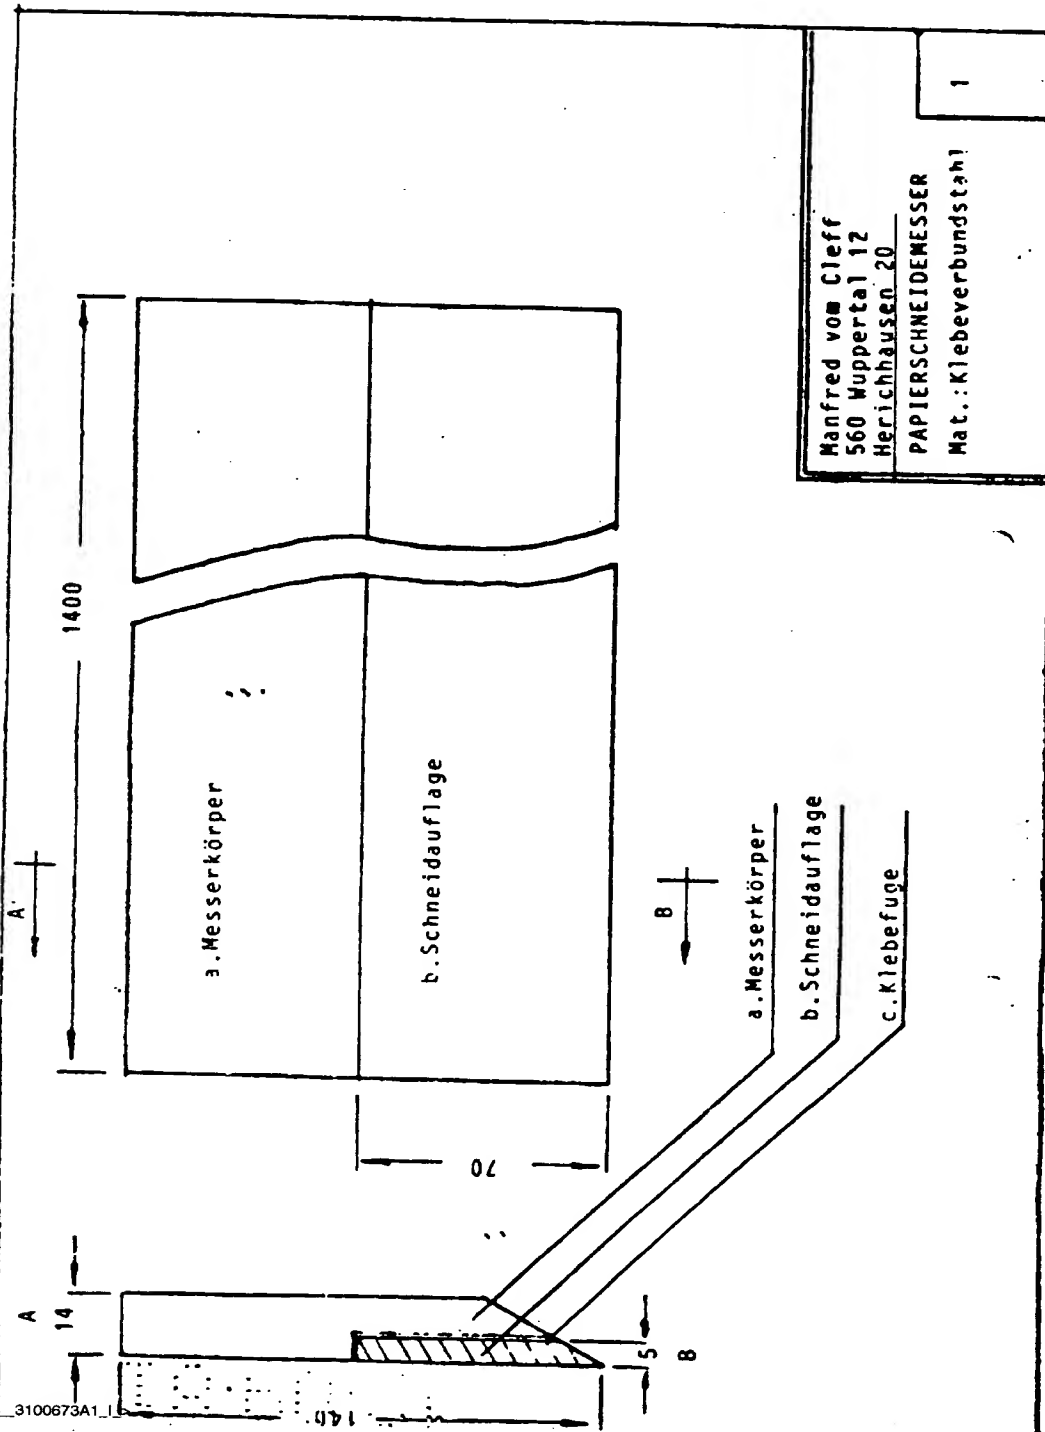 A
1400
a.Messerkörper
b.Schneidauflage
70
A
14
140
5
B
B
a.Messerkörper
b.Schneidauflage
c.Klebefuge
Manfred vom Cleff
560 Wuppertal 12
Herichhausen 20
PAPIERSCHNEIDEMESSER
Mat.:Klebeverbundstahl
1
3100673A1_I